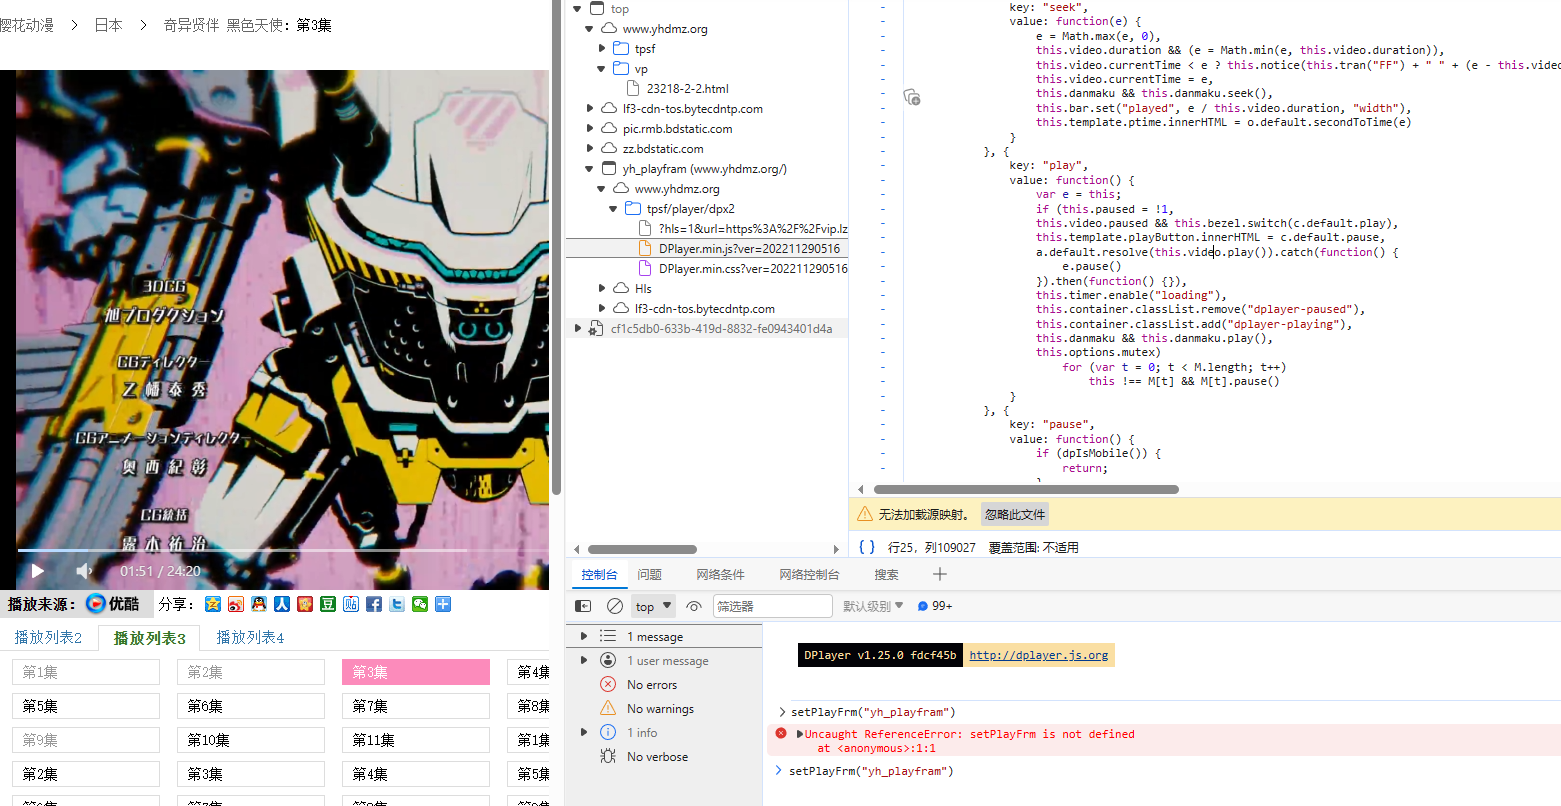 樱花动漫 > 日本 > 奇异贤伴 黑色天使: 第3集
3DCG
旭プロダクション
CGディレクター
乙幡泰秀
CGアニメーションディレクター
奥西紀彰
CG統括
露木祐治
01:51 / 24:20
播放来源: 优酷 分享:
豆 贴 f
播放列表2 播放列表3 播放列表4
第1集 第2集 第3集 第4集
第5集 第6集 第7集 第8集
第9集 第10集 第11集
第2集 第3集 第4集 第5集
top
www.yhdmz.org
tpsf
vp
23218-2-2.html
lf3-cdn-tos.bytecdntp.com
pic.rmb.bdstatic.com
zz.bdstatic.com
yh_playfram (www.yhdmz.org/)
www.yhdmz.org
tpsf/player/dpx2
?hls=1&url=https%3A%2F%2Fvip.lz
DPlayer.min.js?ver=202211290516
DPlayer.min.css?ver=202211290516
Hls
lf3-cdn-tos.bytecdntp.com
cf1c5db0-633b-419d-8832-fe0943401d4a
key: "seek",
value: function(e) {
e = Math.max(e, 0),
this.video.duration && (e = Math.min(e, this.video.duration)),
this.video.currentTime < e ? this.notice(this.tran("FF") + " " + (e - this.video
this.video.currentTime = e,
this.danmaku && this.danmaku.seek(),
this.bar.set("played", e / this.video.duration, "width"),
this.template.ptime.innerHTML = o.default.secondToTime(e)
}
}, {
key: "play",
value: function() {
var e = this;
if (this.paused = !1,
this.video.paused && this.bezel.switch(c.default.play),
this.template.playButton.innerHTML = c.default.pause,
a.default.resolve(this.video.play()).catch(function() {
e.pause()
}).then(function() {}),
this.timer.enable("loading"),
this.container.classList.remove("dplayer-paused"),
this.container.classList.add("dplayer-playing"),
this.danmaku && this.danmaku.play(),
this.options.mutex)
for (var t = 0; t < M.length; t++)
this !== M[t] && M[t].pause()
}
}, {
key: "pause",
value: function() {
if (dpIsMobile()) {
return;
无法加载源映射。 忽略此文件
{ } 行25，列109027 覆盖范围: 不适用
控制台 问题 网络条件 网络控制台 搜索 +
top 筛选器 默认级别 99+
1 message
1 user message
No errors
No warnings
1 info
No verbose
DPlayer v1.25.0 fdcf45b http://dplayer.js.org
> setPlayFrm("yh_playfram")
Uncaught ReferenceError: setPlayFrm is not defined
at <anonymous>:1:1
> setPlayFrm("yh_playfram")